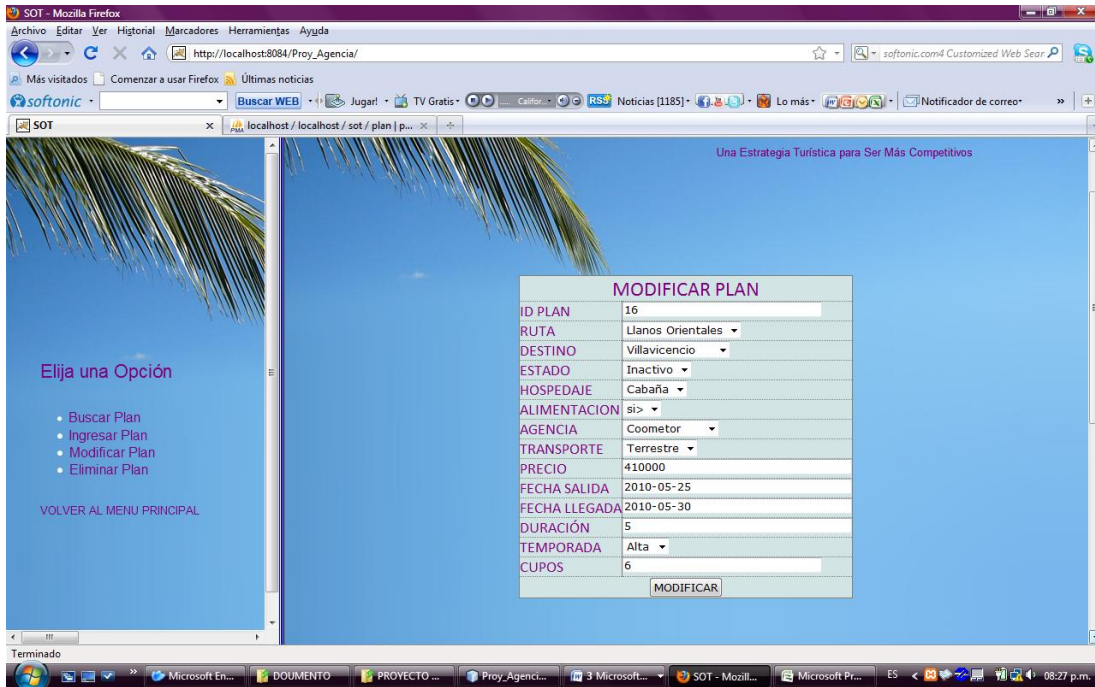 SOT - Mozilla Firefox
Archivo Editar Ver Historial Marcadores Herramientas Ayuda
http://localhost:8084/Proy_Agencia/
softonic.com4 Customized Web Sear
Más visitados Comenzar a usar Firefox Últimas noticias
softonic Buscar WEB Jugar! TV Gratis Califor... RSS Noticias [1185] Lo más Notificador de correo »
SOT localhost / localhost / sot / plan | p...
Una Estrategia Turística para Ser Más Competitivos
Elija una Opción
Buscar Plan
Ingresar Plan
Modificar Plan
Eliminar Plan
VOLVER AL MENU PRINCIPAL
MODIFICAR PLAN
ID PLAN 16
RUTA Llanos Orientales
DESTINO Villavicencio
ESTADO Inactivo
HOSPEDAJE Cabaña
ALIMENTACION si>
AGENCIA Coometor
TRANSPORTE Terrestre
PRECIO 410000
FECHA SALIDA 2010-05-25
FECHA LLEGADA 2010-05-30
DURACIÓN 5
TEMPORADA Alta
CUPOS 6
MODIFICAR
Terminado
» Microsoft En... DOUMENTO PROYECTO ... Proy_Agenci... 3 Microsoft... SOT - Mozill... Microsoft Pr... ES 08:27 p.m.